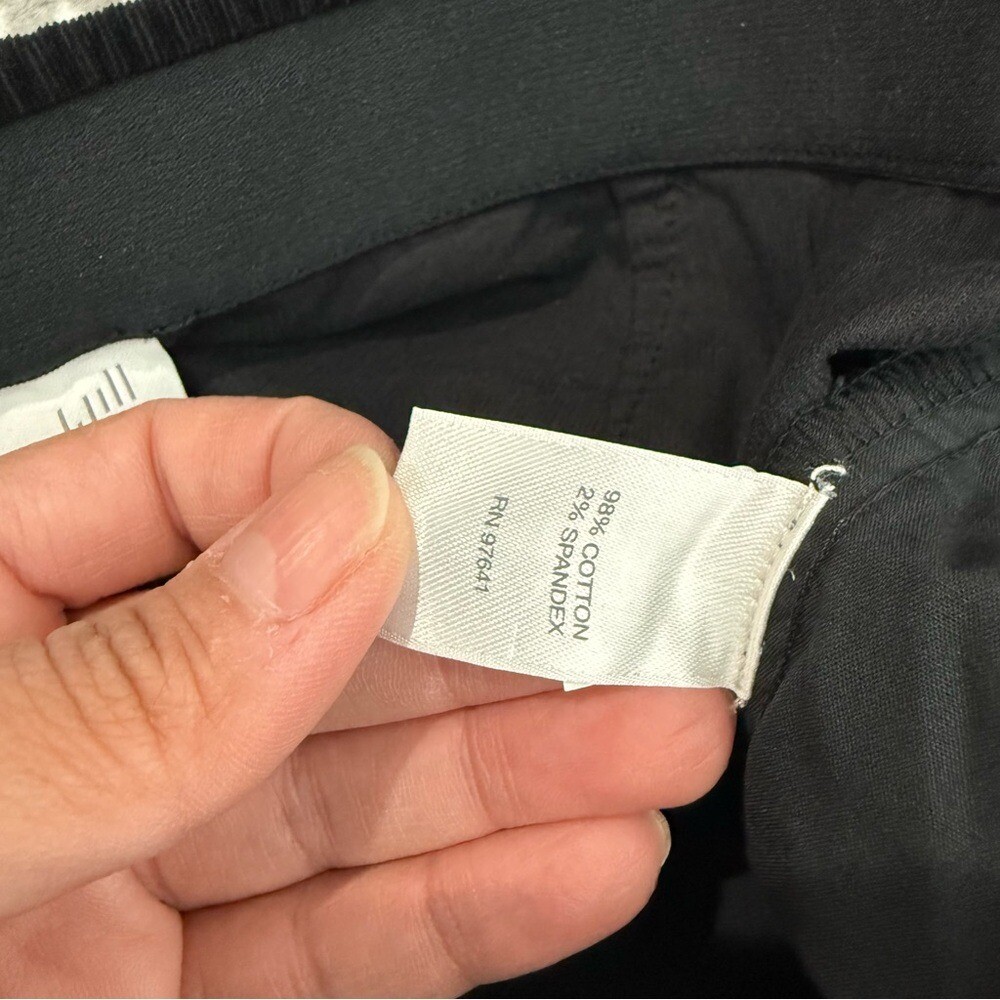 98% COTTON
2% SPANDEX
RN 97641